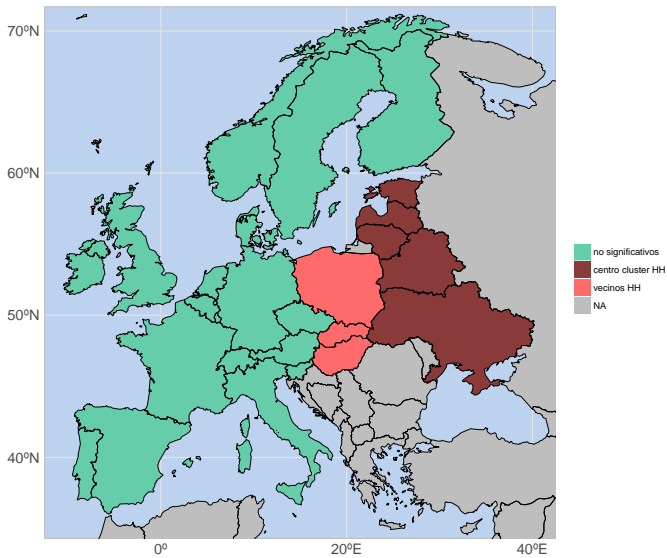 70ºN
60ºN
50ºN
40ºN
0º
20ºE
40ºE
no significativos
centro cluster HH
vecinos HH
NA